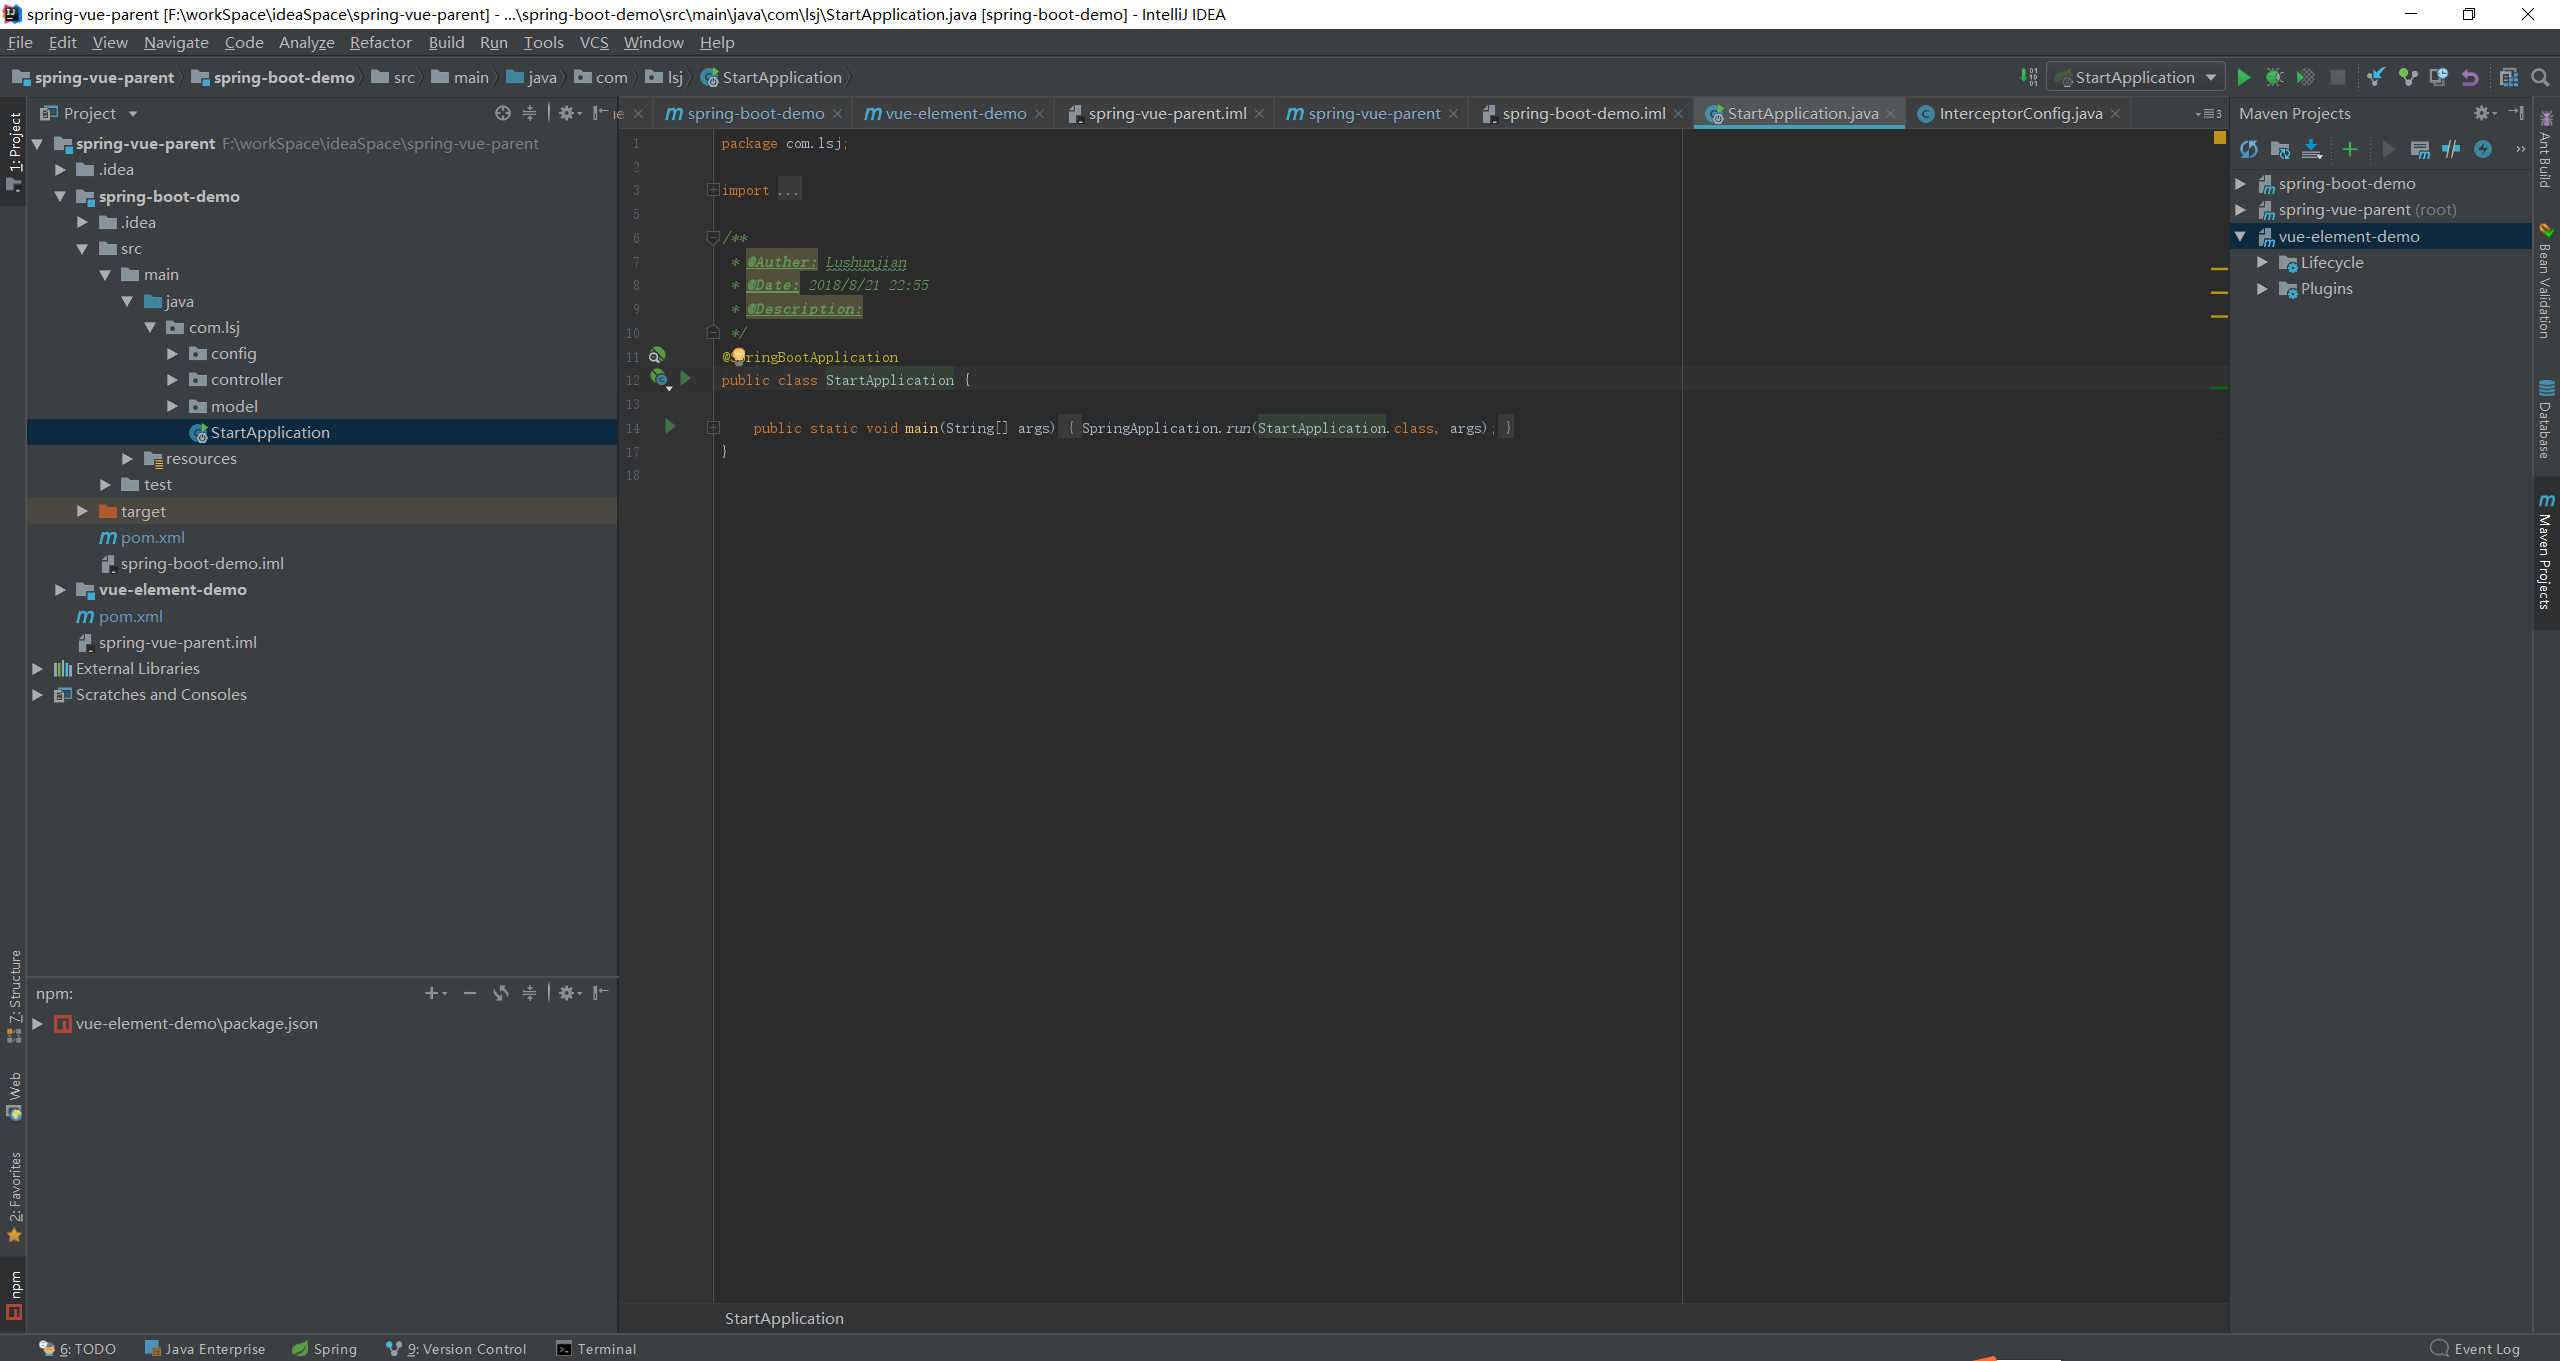 spring-vue-parent [F:\workSpace\ideaSpace\spring-vue-parent] - ...\spring-boot-demo\src\main\java\com\lsj\StartApplication.java [spring-boot-demo] - IntelliJ IDEA
File Edit View Navigate Code Analyze Refactor Build Run Tools VCS Window Help
spring-vue-parent spring-boot-demo src main java com lsj StartApplication StartApplication
1: Project
Project
spring-vue-parent F:\workSpace\ideaSpace\spring-vue-parent
.idea
spring-boot-demo
.idea
src
main
java
com.lsj
config
controller
model
StartApplication
resources
test
target
pom.xml
spring-boot-demo.iml
vue-element-demo
pom.xml
spring-vue-parent.iml
External Libraries
Scratches and Consoles
npm:
vue-element-demo\package.json
7: Structure
Web
2: Favorites
npm
spring-boot-demo vue-element-demo spring-vue-parent.iml spring-vue-parent spring-boot-demo.iml StartApplication.java InterceptorConfig.java
1 package com.lsj;
2
3 import ...
5
6 /**
7 * @Auther: Lushunjian
8 * @Date: 2018/8/21 22:55
9 * @Description:
10 */
11 @SpringBootApplication
12 public class StartApplication {
13
14 public static void main(String[] args) { SpringApplication.run(StartApplication.class, args); }
17 }
18
StartApplication
Maven Projects
spring-boot-demo
spring-vue-parent (root)
vue-element-demo
Lifecycle
Plugins
Ant Build
Bean Validation
Database
Maven Projects
6: TODO Java Enterprise Spring 9: Version Control Terminal Event Log